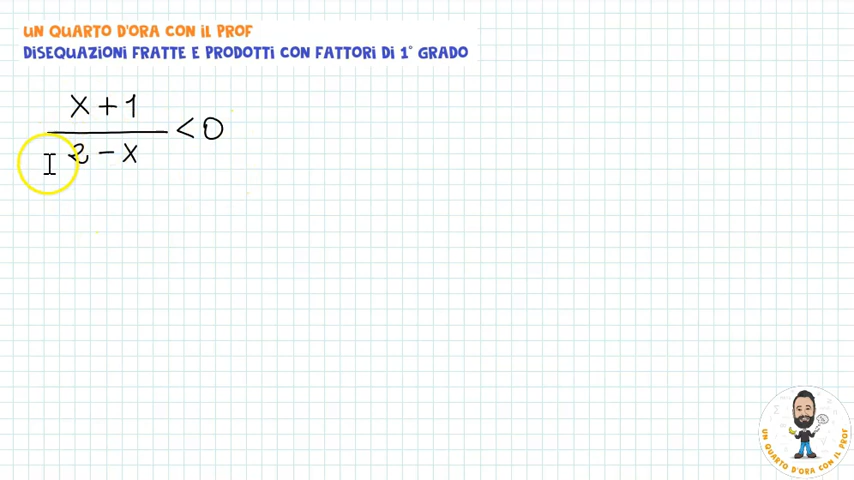 UN QUARTO D'ORA CON IL PROF
DISEQUAZIONI FRATTE E PRODOTTI CON FATTORI DI 1° GRADO
x + 1
< 0
2 - x
UN QUARTO D'ORA CON IL PROF